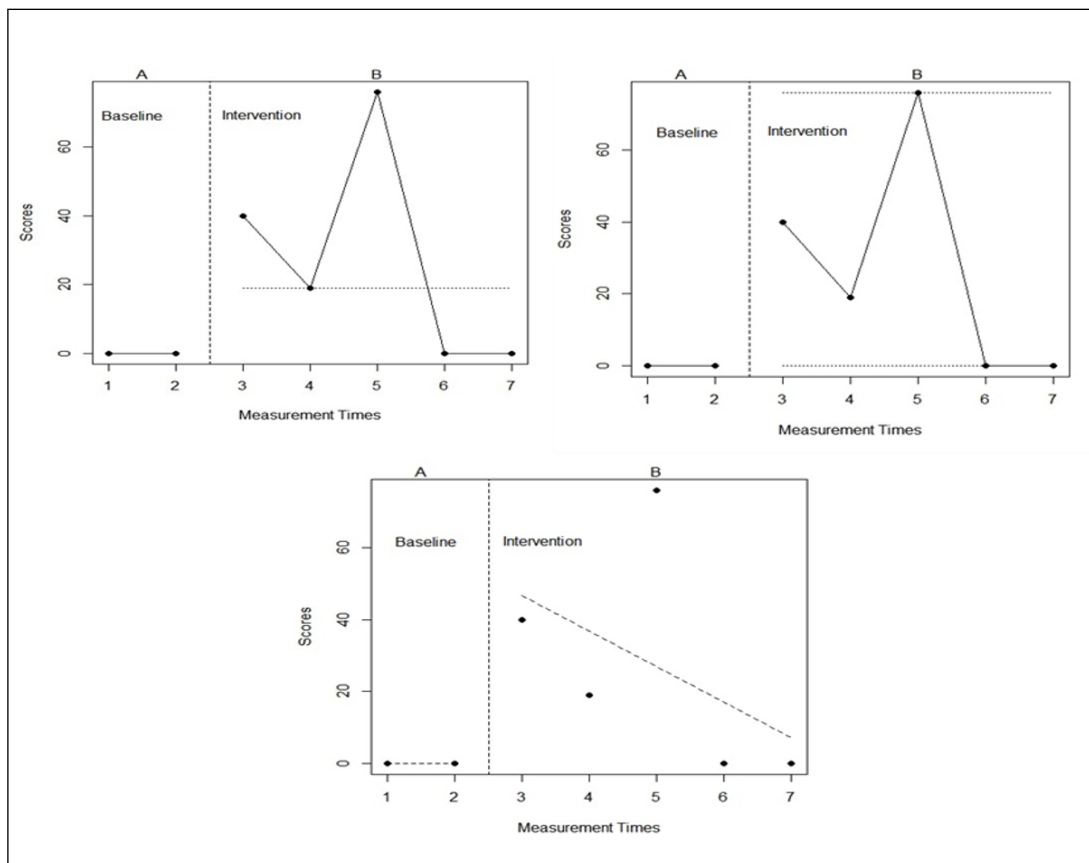 A B
Baseline Intervention
60
40
20
0
Scores
1 2 3 4 5 6 7
Measurement Times
A B
Baseline Intervention
60
40
20
0
Scores
1 2 3 4 5 6 7
Measurement Times
A B
Baseline Intervention
60
40
20
0
Scores
1 2 3 4 5 6 7
Measurement Times